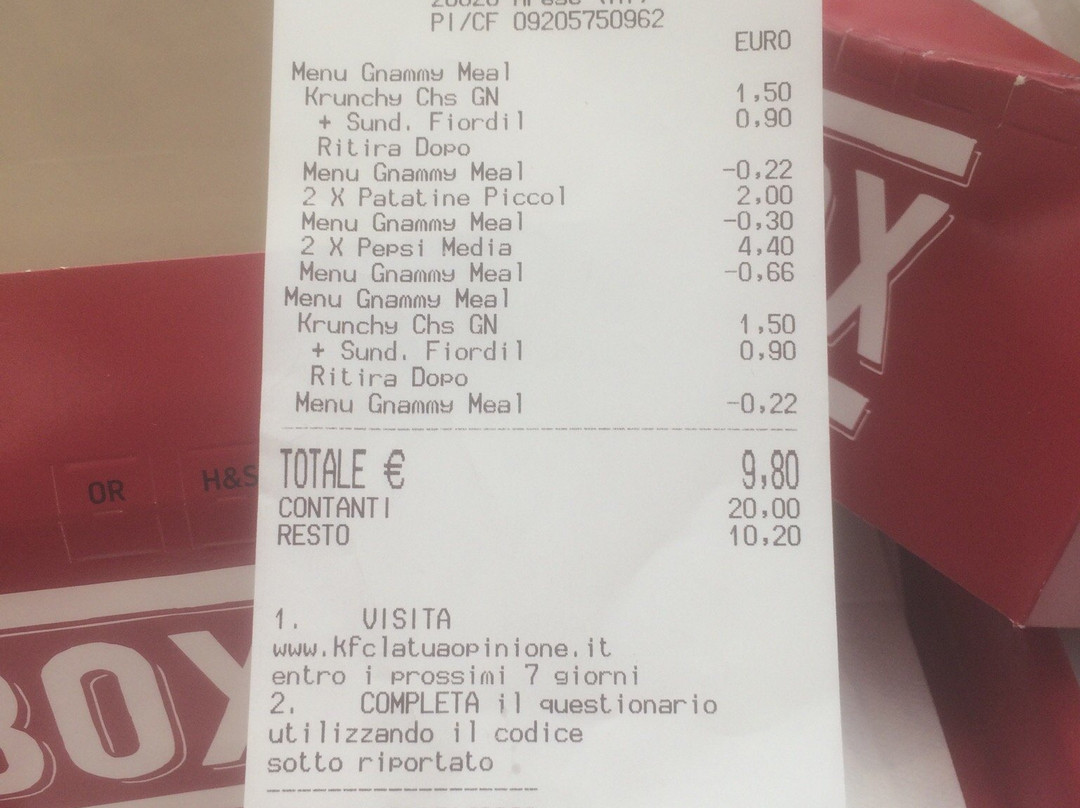 PI/CF 09205750962
EURO
Menu Gnammy Meal
Krunchy Chs GN 1,50
+ Sund. Fiordil 0,90
Ritira Dopo
Menu Gnammy Meal -0,22
2 X Patatine Piccol 2,00
Menu Gnammy Meal -0,30
2 X Pepsi Media 4,40
Menu Gnammy Meal -0,66
Menu Gnammy Meal
Krunchy Chs GN 1,50
+ Sund. Fiordil 0,90
Ritira Dopo
Menu Gnammy Meal -0,22
TOTALE € 9,80
CONTANTI 20,00
RESTO 10,20
1. VISITA
www.kfclatuaopinione.it
entro i prossimi 7 giorni
2. COMPLETA il questionario
utilizzando il codice
sotto riportato
OR H&S
BOX
OX